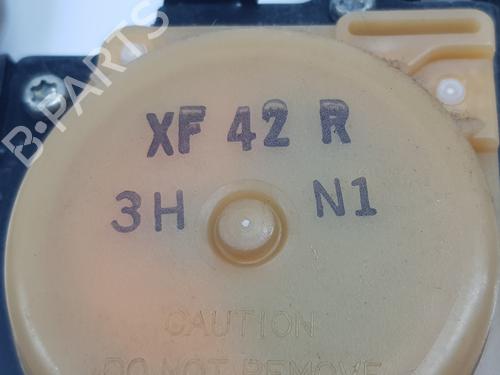 B-PARTS
XF 42 R
3H N1
CAUTION
DO NOT REMOVE